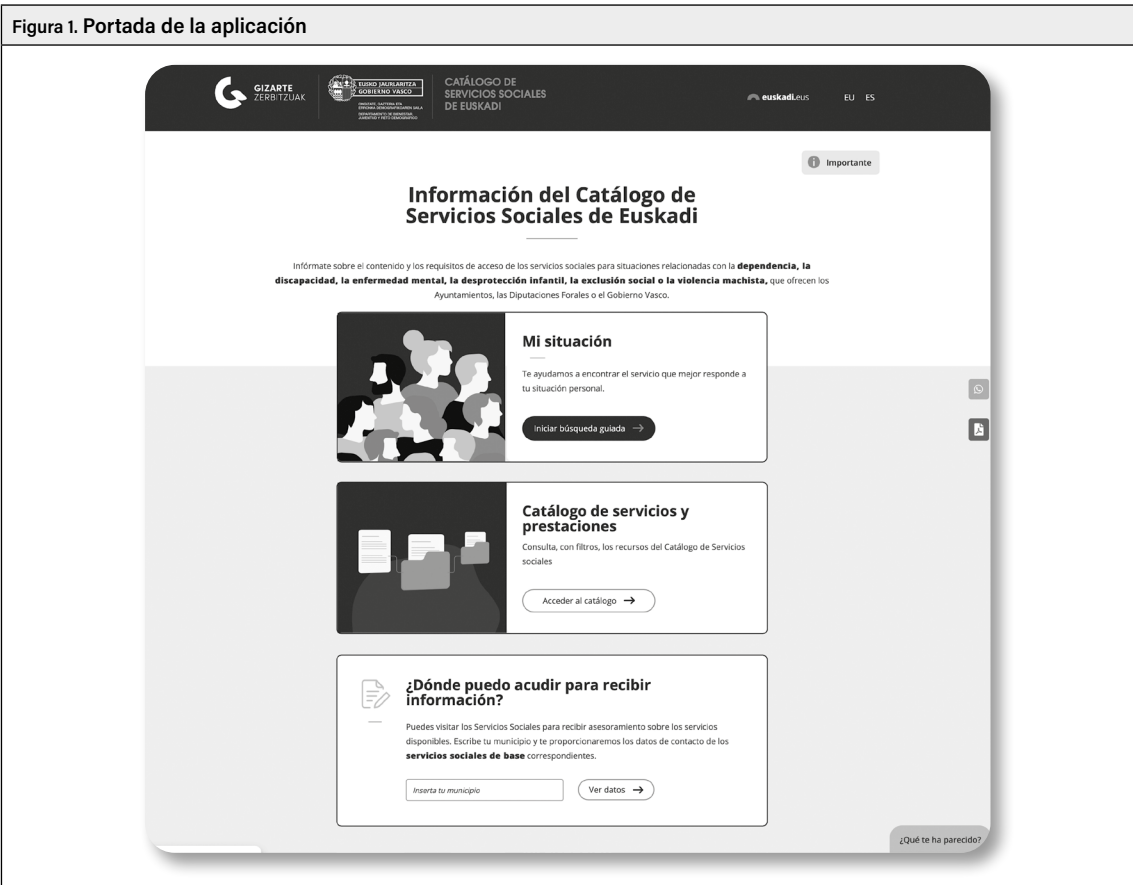 Figura 1. Portada de la aplicación
GIZARTE
ZERBITZUAK
EUSKO JAURLARITZA
GOBIERNO VASCO
CATÁLOGO DE
SERVICIOS SOCIALES
DE EUSKADI
euskadi.eus
EU ES
Importante
Información del Catálogo de
Servicios Sociales de Euskadi
Infórmate sobre el contenido y los requisitos de acceso de los servicios sociales para situaciones relacionadas con la dependencia, la
discapacidad, la enfermedad mental, la desprotección infantil, la exclusión social o la violencia machista, que ofrecen los
Ayuntamientos, las Diputaciones Forales o el Gobierno Vasco.
Mi situación
Te ayudamos a encontrar el servicio que mejor responde a
tu situación personal.
Iniciar búsqueda guiada →
Catálogo de servicios y
prestaciones
Consulta, con filtros, los recursos del Catálogo de Servicios
sociales
Acceder al catálogo →
¿Dónde puedo acudir para recibir
información?
Puedes visitar los Servicios Sociales para recibir asesoramiento sobre los servicios
disponibles. Escribe tu municipio y te proporcionaremos los datos de contacto de los
servicios sociales de base correspondientes.
Inserta tu municipio
Ver datos →
¿Qué te ha parecido?